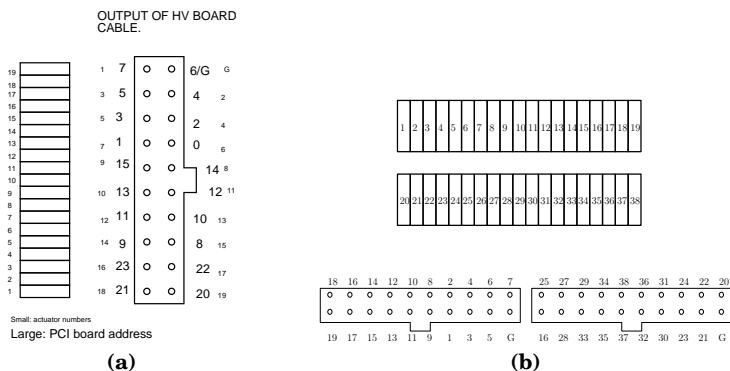 OUTPUT OF HV BOARD
CABLE.
19
18
17
16
15
14
13
12
11
10
9
8
7
6
5
4
3
2
1
1 7 6/G G
3 5 4 2
5 3 2 4
7 1 0 6
9 15 14 8
10 13 12 11
12 11 10 13
14 9 8 15
16 23 22 17
18 21 20 19
Small: actuator numbers
Large: PCI board address
(a)
1 2 3 4 5 6 7 8 9 10 11 12 13 14 15 16 17 18 19
20 21 22 23 24 25 26 27 28 29 30 31 32 33 34 35 36 37 38
18 16 14 12 10 8 2 4 6 7
19 17 15 13 11 9 1 3 5 G
25 27 29 34 38 36 31 24 22 20
16 28 33 35 37 32 30 23 21 G
(b)